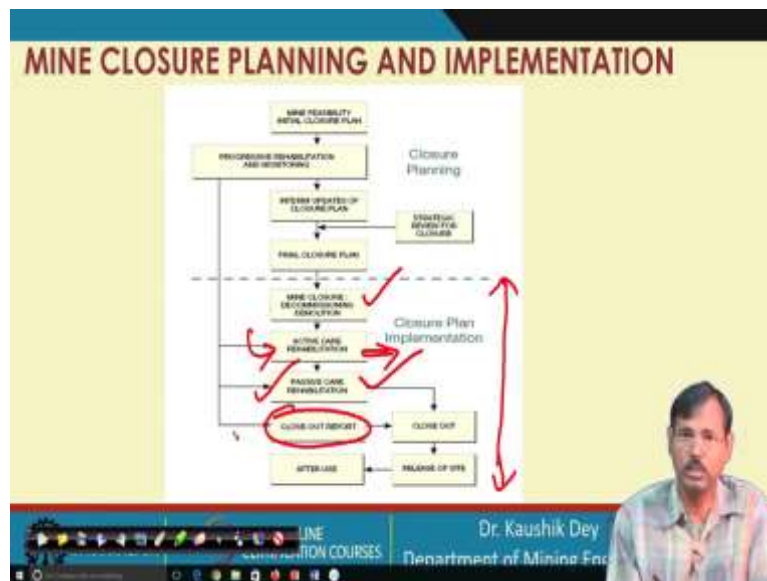 MINE CLOSURE PLANNING AND IMPLEMENTATION
MINE FEASIBILITY
INITIAL CLOSURE PLAN
PROGRESSIVE REHABILITATION
AND MONITORING
Closure
Planning
INTERIM UPDATES OF
CLOSURE PLAN
STRATEGIC
REVIEW FOR
CLOSURE
FINAL CLOSURE PLAN
MINE CLOSURE
DECOMMISSIONING
DEMOLITION
Closure Plan
Implementation
ACTIVE CARE
REHABILITATION
PASSIVE CARE
REHABILITATION
CLOSE OUT REPORT
CLOSE OUT
AFTER USE
RELEASE OF SITE
LINE
COURSES
Dr. Kaushik Dey
Department of Mining Eng